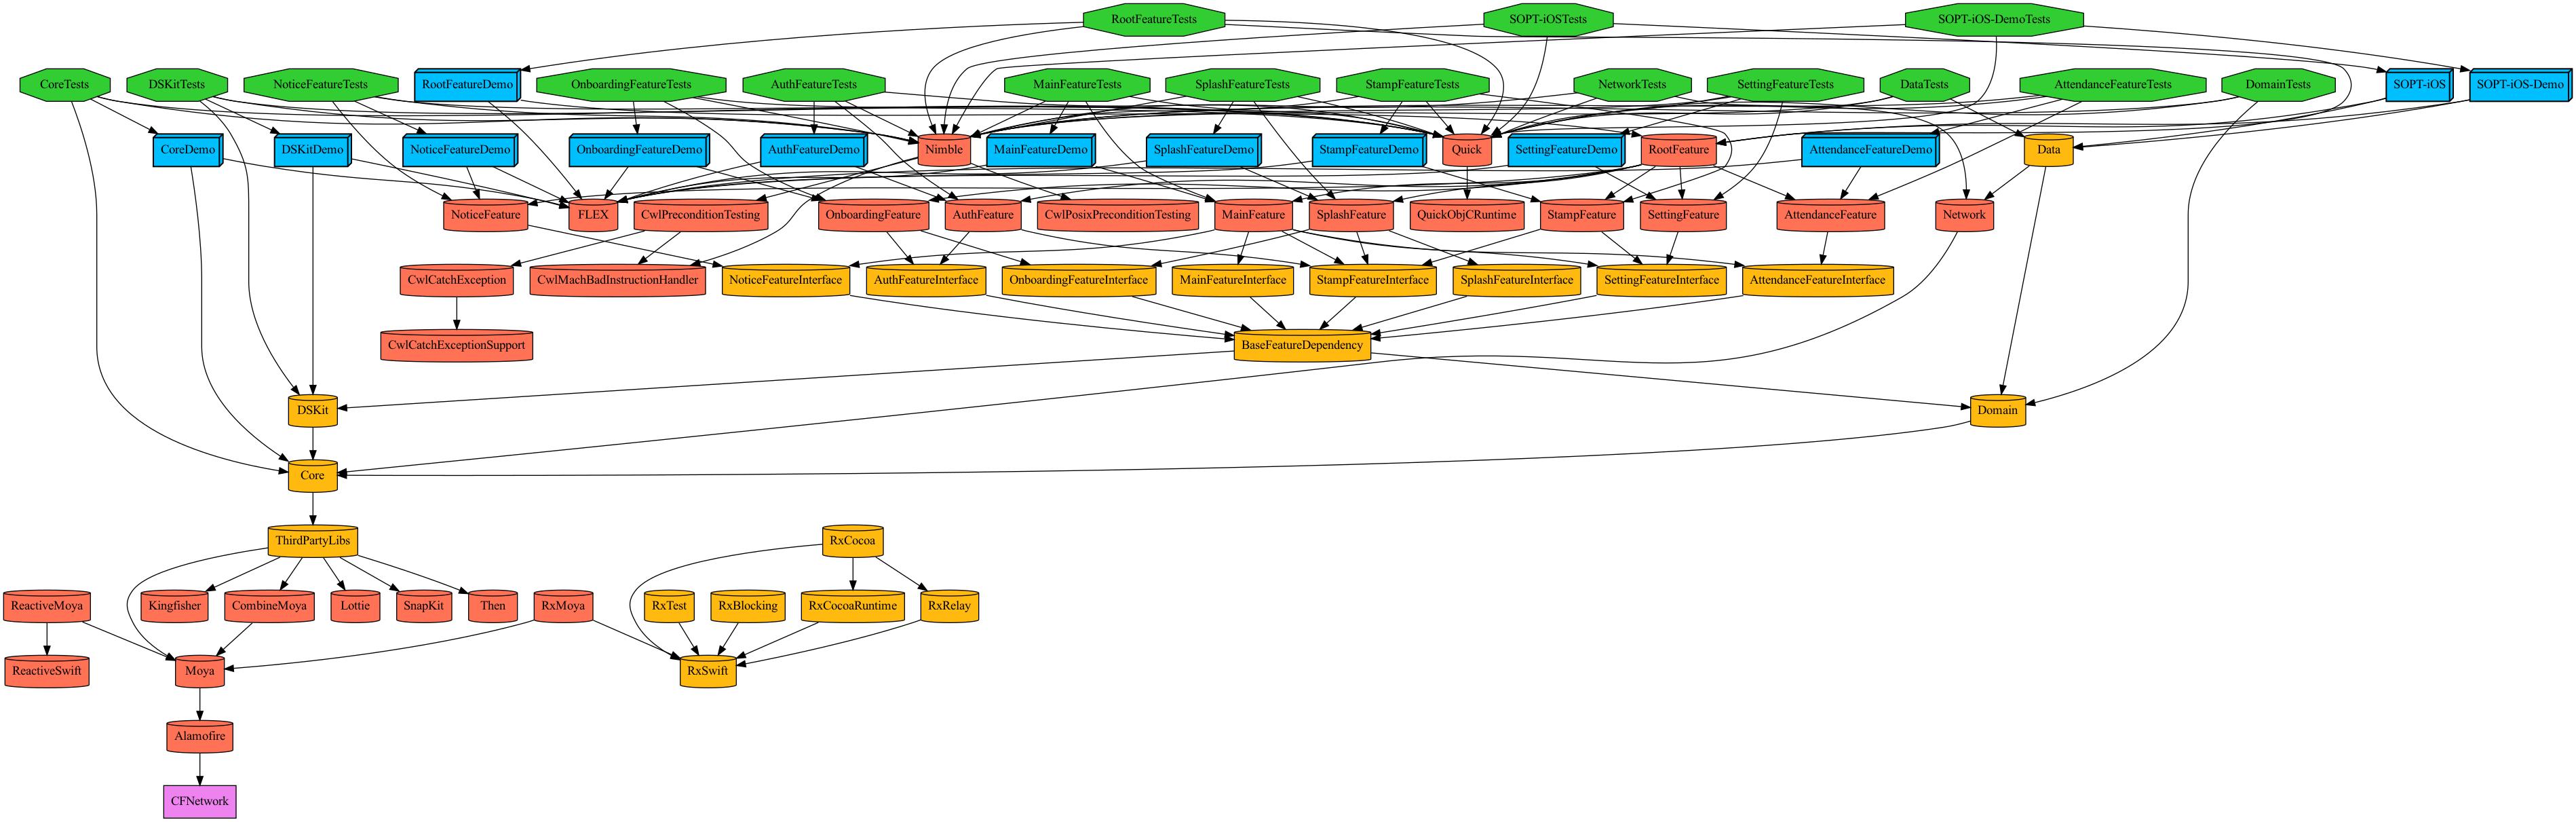 RootFeatureTests
SOPT-iOSTests
SOPT-iOS-DemoTests
CoreTests
DSKitTests
NoticeFeatureTests
RootFeatureDemo
OnboardingFeatureTests
AuthFeatureTests
MainFeatureTests
SplashFeatureTests
StampFeatureTests
NetworkTests
SettingFeatureTests
DataTests
AttendanceFeatureTests
DomainTests
SOPT-iOS
SOPT-iOS-Demo
CoreDemo
DSKitDemo
NoticeFeatureDemo
OnboardingFeatureDemo
AuthFeatureDemo
Nimble
MainFeatureDemo
SplashFeatureDemo
StampFeatureDemo
Quick
SettingFeatureDemo
RootFeature
AttendanceFeatureDemo
Data
NoticeFeature
FLEX
CwlPreconditionTesting
OnboardingFeature
AuthFeature
CwlPosixPreconditionTesting
MainFeature
SplashFeature
QuickObjCRuntime
StampFeature
SettingFeature
AttendanceFeature
Network
CwlCatchException
CwlMachBadInstructionHandler
NoticeFeatureInterface
AuthFeatureInterface
OnboardingFeatureInterface
MainFeatureInterface
StampFeatureInterface
SplashFeatureInterface
SettingFeatureInterface
AttendanceFeatureInterface
CwlCatchExceptionSupport
BaseFeatureDependency
DSKit
Domain
Core
ThirdPartyLibs
RxCocoa
ReactiveMoya
Kingfisher
CombineMoya
Lottie
SnapKit
Then
RxMoya
RxTest
RxBlocking
RxCocoaRuntime
RxRelay
ReactiveSwift
Moya
RxSwift
Alamofire
CFNetwork